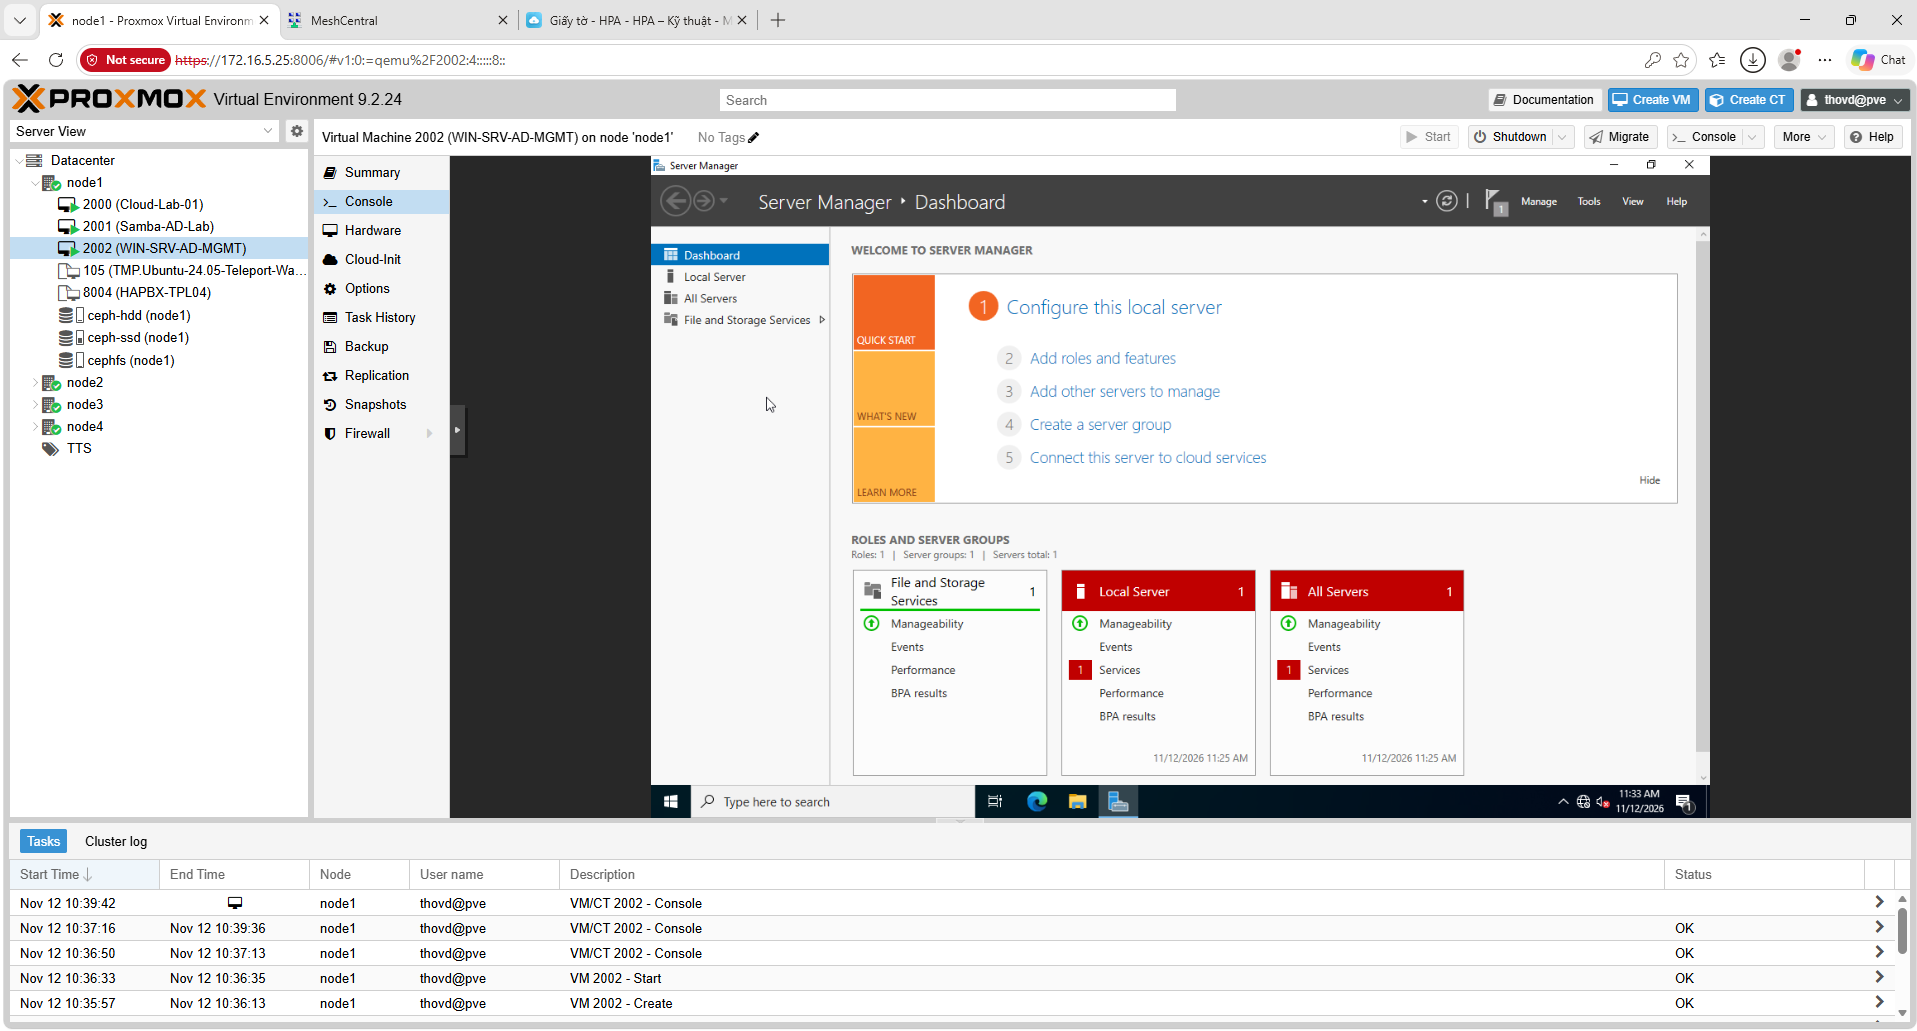 node1 - Proxmox Virtual Environm
MeshCentral
Giấy tờ - HPA - HPA – Kỹ thuật - M
Not secure
https://172.16.5.25:8006/#v1:0:=qemu%2F2002:4:::::8::
Chat
PROXMOX Virtual Environment 9.2.24
Search
Documentation
Create VM
Create CT
thovd@pve
Server View
Virtual Machine 2002 (WIN-SRV-AD-MGMT) on node 'node1'
No Tags
Start
Shutdown
Migrate
Console
More
Help
Datacenter
node1
2000 (Cloud-Lab-01)
2001 (Samba-AD-Lab)
2002 (WIN-SRV-AD-MGMT)
105 (TMP.Ubuntu-24.05-Teleport-Wa...
8004 (HAPBX-TPL04)
ceph-hdd (node1)
ceph-ssd (node1)
cephfs (node1)
node2
node3
node4
TTS
Summary
Console
Hardware
Cloud-Init
Options
Task History
Backup
Replication
Snapshots
Firewall
Server Manager
Server Manager Dashboard
1
Manage
Tools
View
Help
Dashboard
Local Server
All Servers
File and Storage Services
WELCOME TO SERVER MANAGER
QUICK START
WHAT'S NEW
LEARN MORE
1 Configure this local server
2 Add roles and features
3 Add other servers to manage
4 Create a server group
5 Connect this server to cloud services
Hide
ROLES AND SERVER GROUPS
Roles: 1 | Server groups: 1 | Servers total: 1
File and Storage Services 1
Manageability
Events
Performance
BPA results
Local Server 1
Manageability
Events
1 Services
Performance
BPA results
11/12/2026 11:25 AM
All Servers 1
Manageability
Events
1 Services
Performance
BPA results
11/12/2026 11:25 AM
Type here to search
11:33 AM
11/12/2026
1
Tasks
Cluster log
Start Time End Time Node User name Description Status
Nov 12 10:39:42 node1 thovd@pve VM/CT 2002 - Console
Nov 12 10:37:16 Nov 12 10:39:36 node1 thovd@pve VM/CT 2002 - Console OK
Nov 12 10:36:50 Nov 12 10:37:13 node1 thovd@pve VM/CT 2002 - Console OK
Nov 12 10:36:33 Nov 12 10:36:35 node1 thovd@pve VM 2002 - Start OK
Nov 12 10:35:57 Nov 12 10:36:13 node1 thovd@pve VM 2002 - Create OK